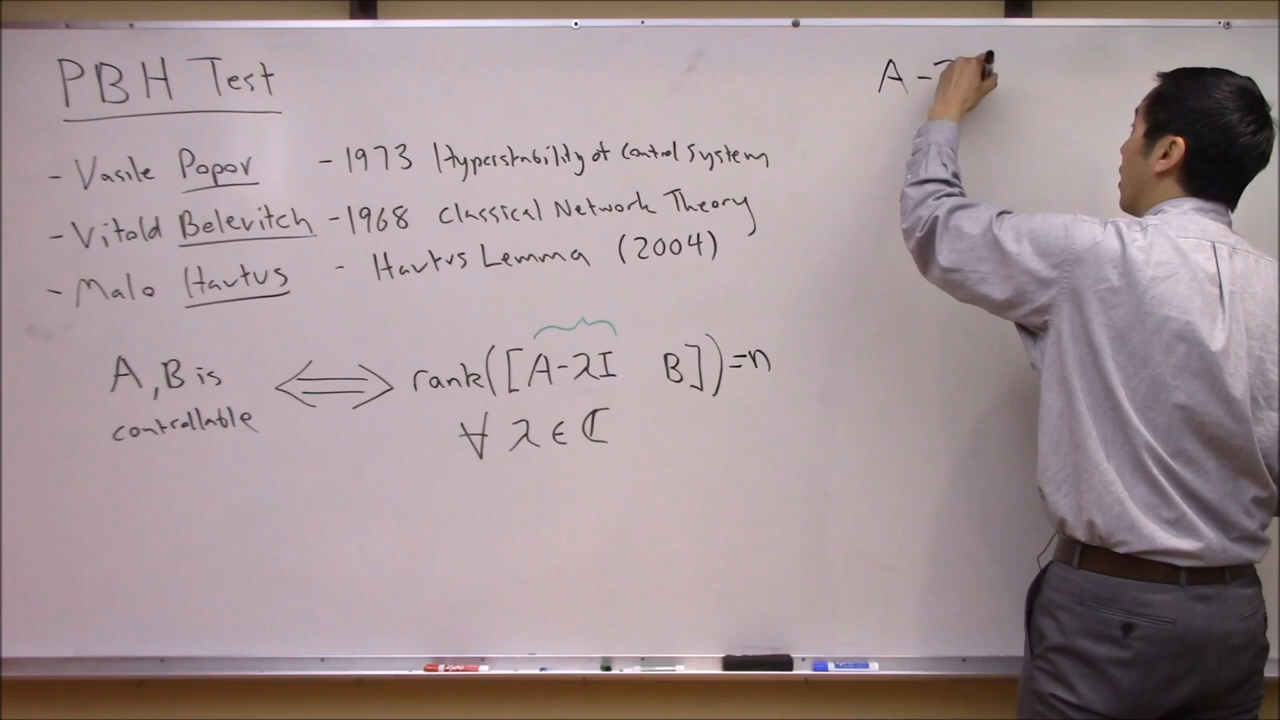 PBH Test
- Vasile Popov - 1973 Hyperstability of Control System
- Vitold Belevitch - 1968 Classical Network Theory
- Malo Hautus - Hautus Lemma (2004)
A, B is controllable ⟺ rank([A-λI B])=n
∀ λ ∈ ℂ
A -